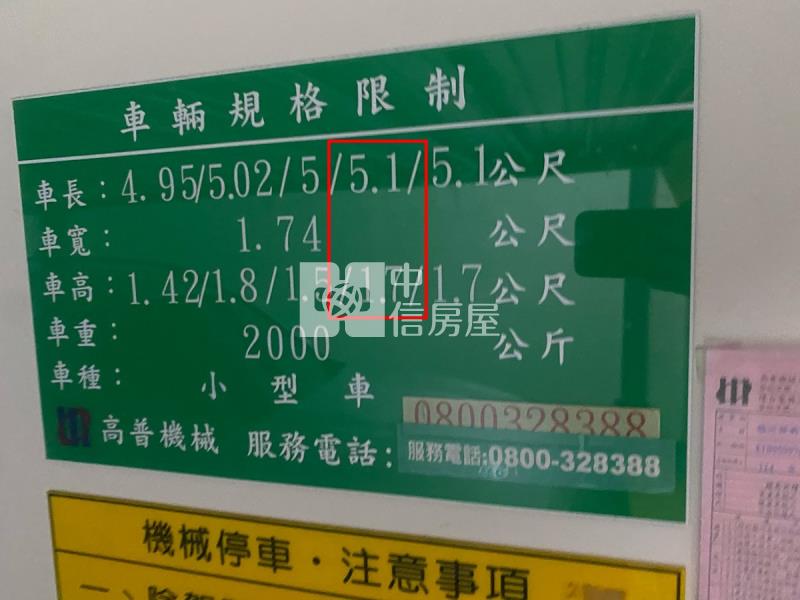 車輛規格限制
車長：4.95/5.02/5/5.1/5.1公尺
車寬：1.74公尺
車高：1.42/1.8/1.5/1.7/1.7公尺
車重：2000公斤
車種：小型車
高普機械 服務電話：
0800328388
服務電話:0800-328388
中信房屋
機械停車·注意事項
一、除駕